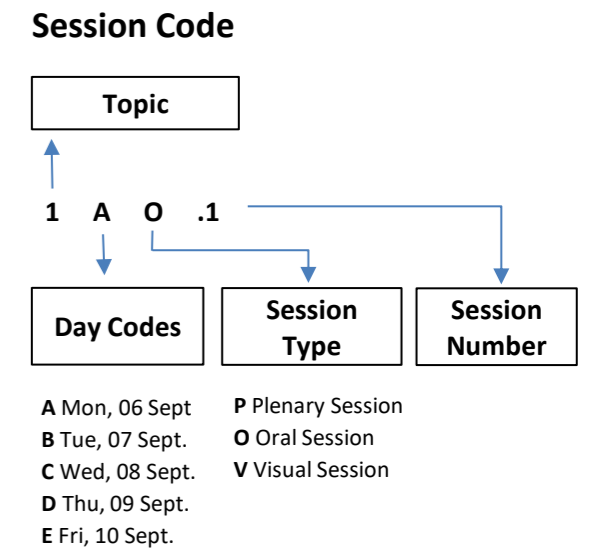 Session Code
Topic
1 A O .1
Day Codes
Session
Type
Session
Number
A Mon, 06 Sept
B Tue, 07 Sept.
C Wed, 08 Sept.
D Thu, 09 Sept.
E Fri, 10 Sept.
P Plenary Session
O Oral Session
V Visual Session